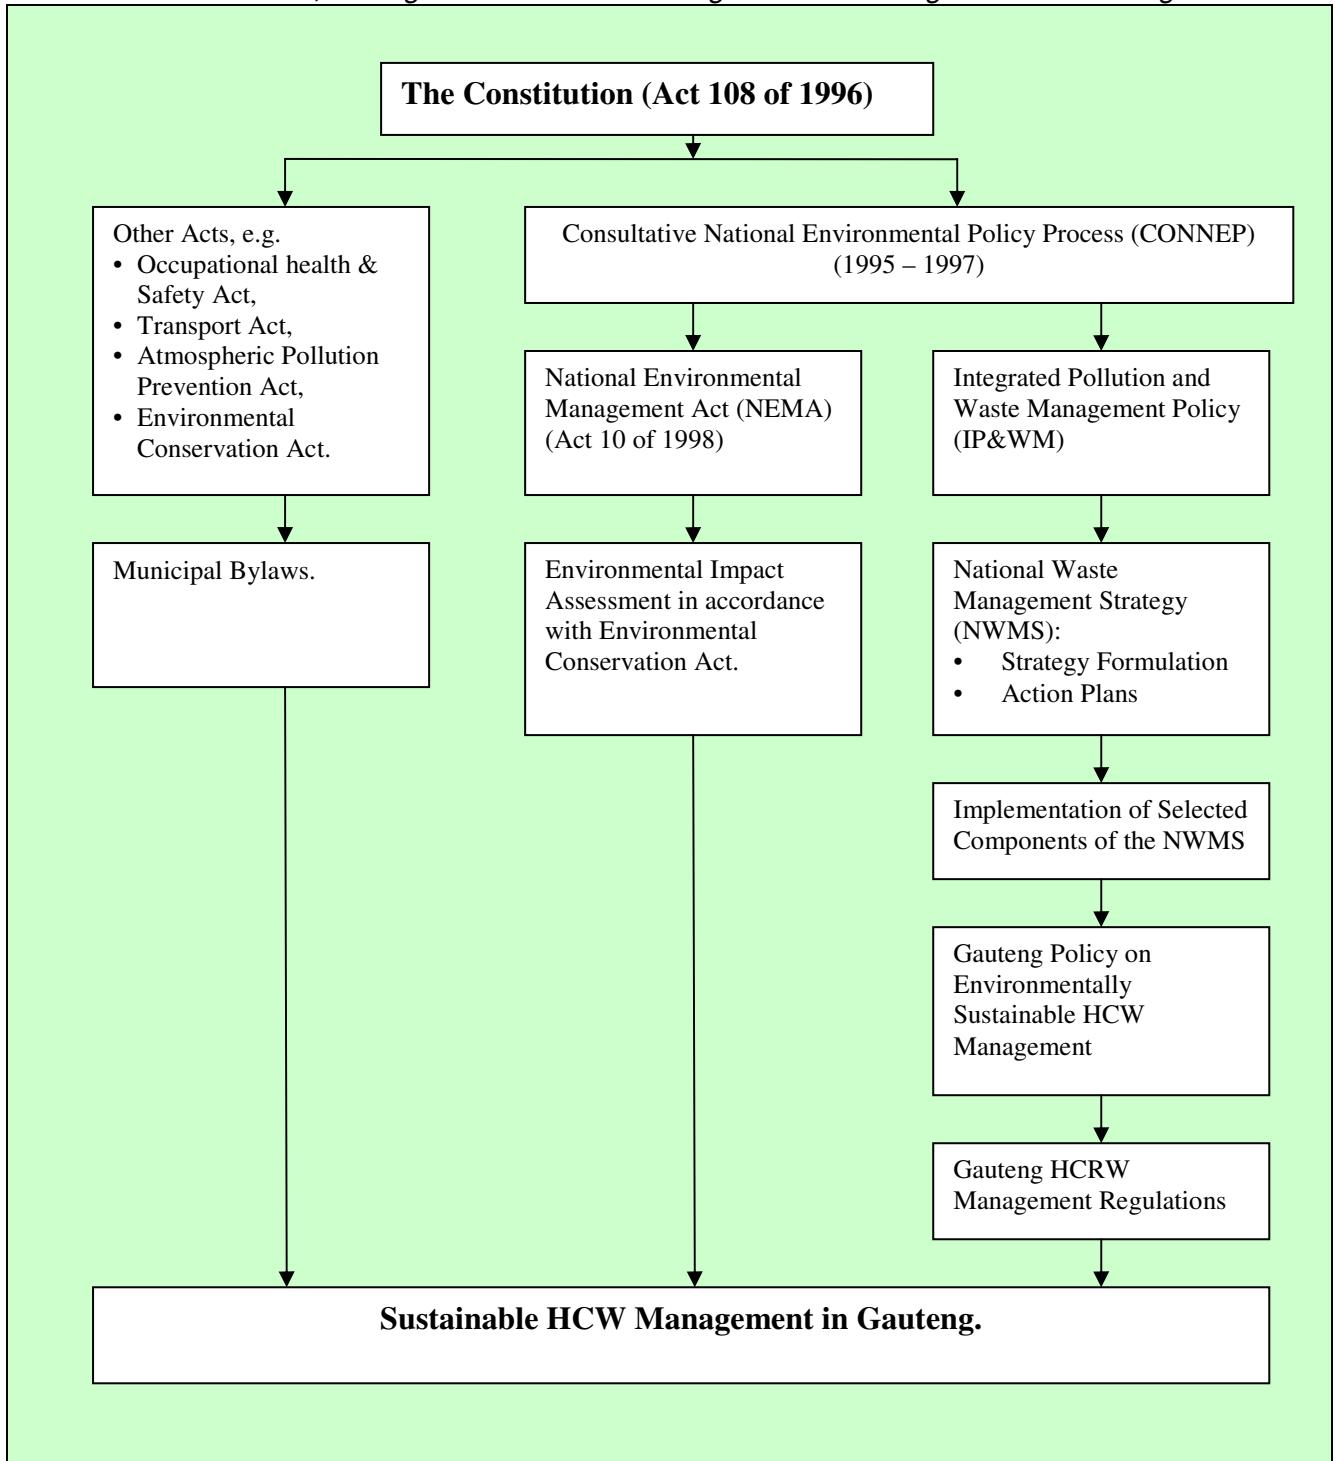 The Constitution (Act 108 of 1996)
Other Acts, e.g.
• Occupational health &
Safety Act,
• Transport Act,
• Atmospheric Pollution
Prevention Act,
• Environmental
Conservation Act.
Consultative National Environmental Policy Process (CONNEP)
(1995 – 1997)
National Environmental
Management Act (NEMA)
(Act 10 of 1998)
Integrated Pollution and
Waste Management Policy
(IP&WM)
Municipal Bylaws.
Environmental Impact
Assessment in accordance
with Environmental
Conservation Act.
National Waste
Management Strategy
(NWMS):
• Strategy Formulation
• Action Plans
Implementation of Selected
Components of the NWMS
Gauteng Policy on
Environmentally
Sustainable HCW
Management
Gauteng HCRW
Management Regulations
Sustainable HCW Management in Gauteng.